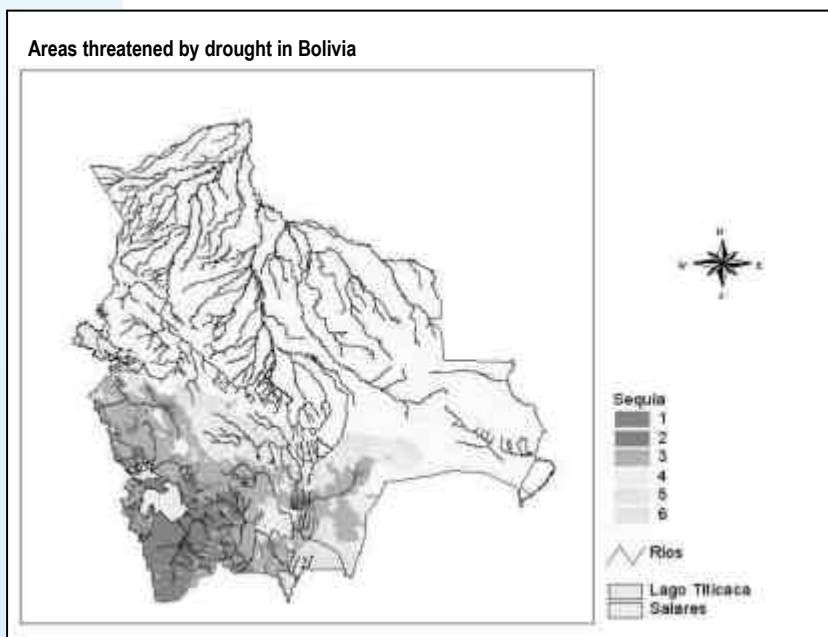 Areas threatened by drought in Bolivia
N
W
E
S
Sequia
1
2
3
4
5
6
Rios
Lago Titicaca
Salares